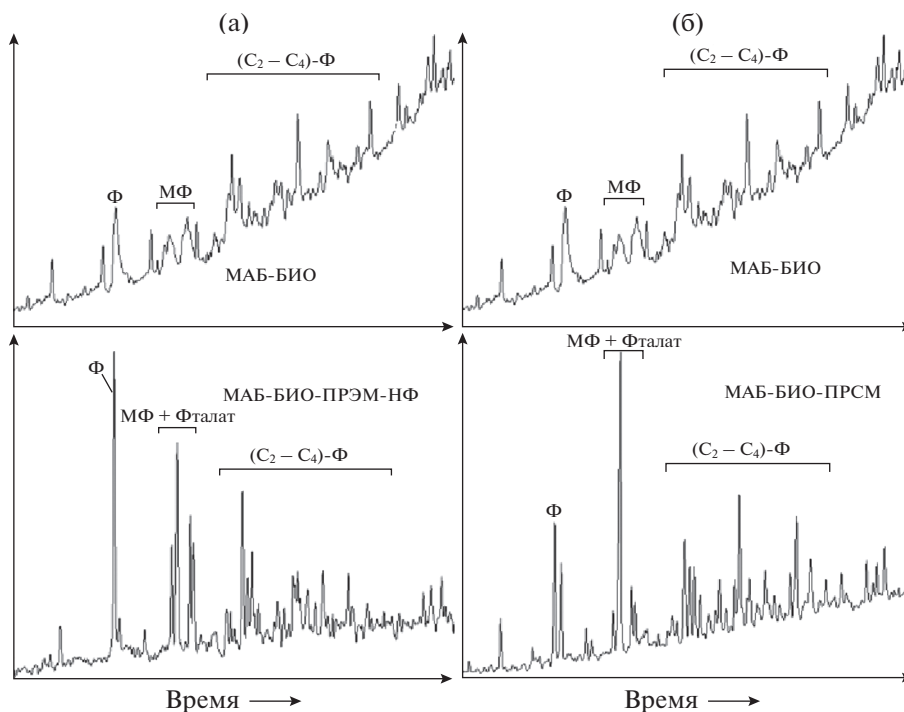 (а)
(C₂ – C₄)-Ф
Ф
МФ
МАБ-БИО
(б)
(C₂ – C₄)-Ф
Ф
МФ
МАБ-БИО
Ф
МАБ-БИО-ПРЭМ-НФ
МФ + Фталат
(C₂ – C₄)-Ф
Время
МФ + Фталат
МАБ-БИО-ПРСМ
(C₂ – C₄)-Ф
Ф
Время